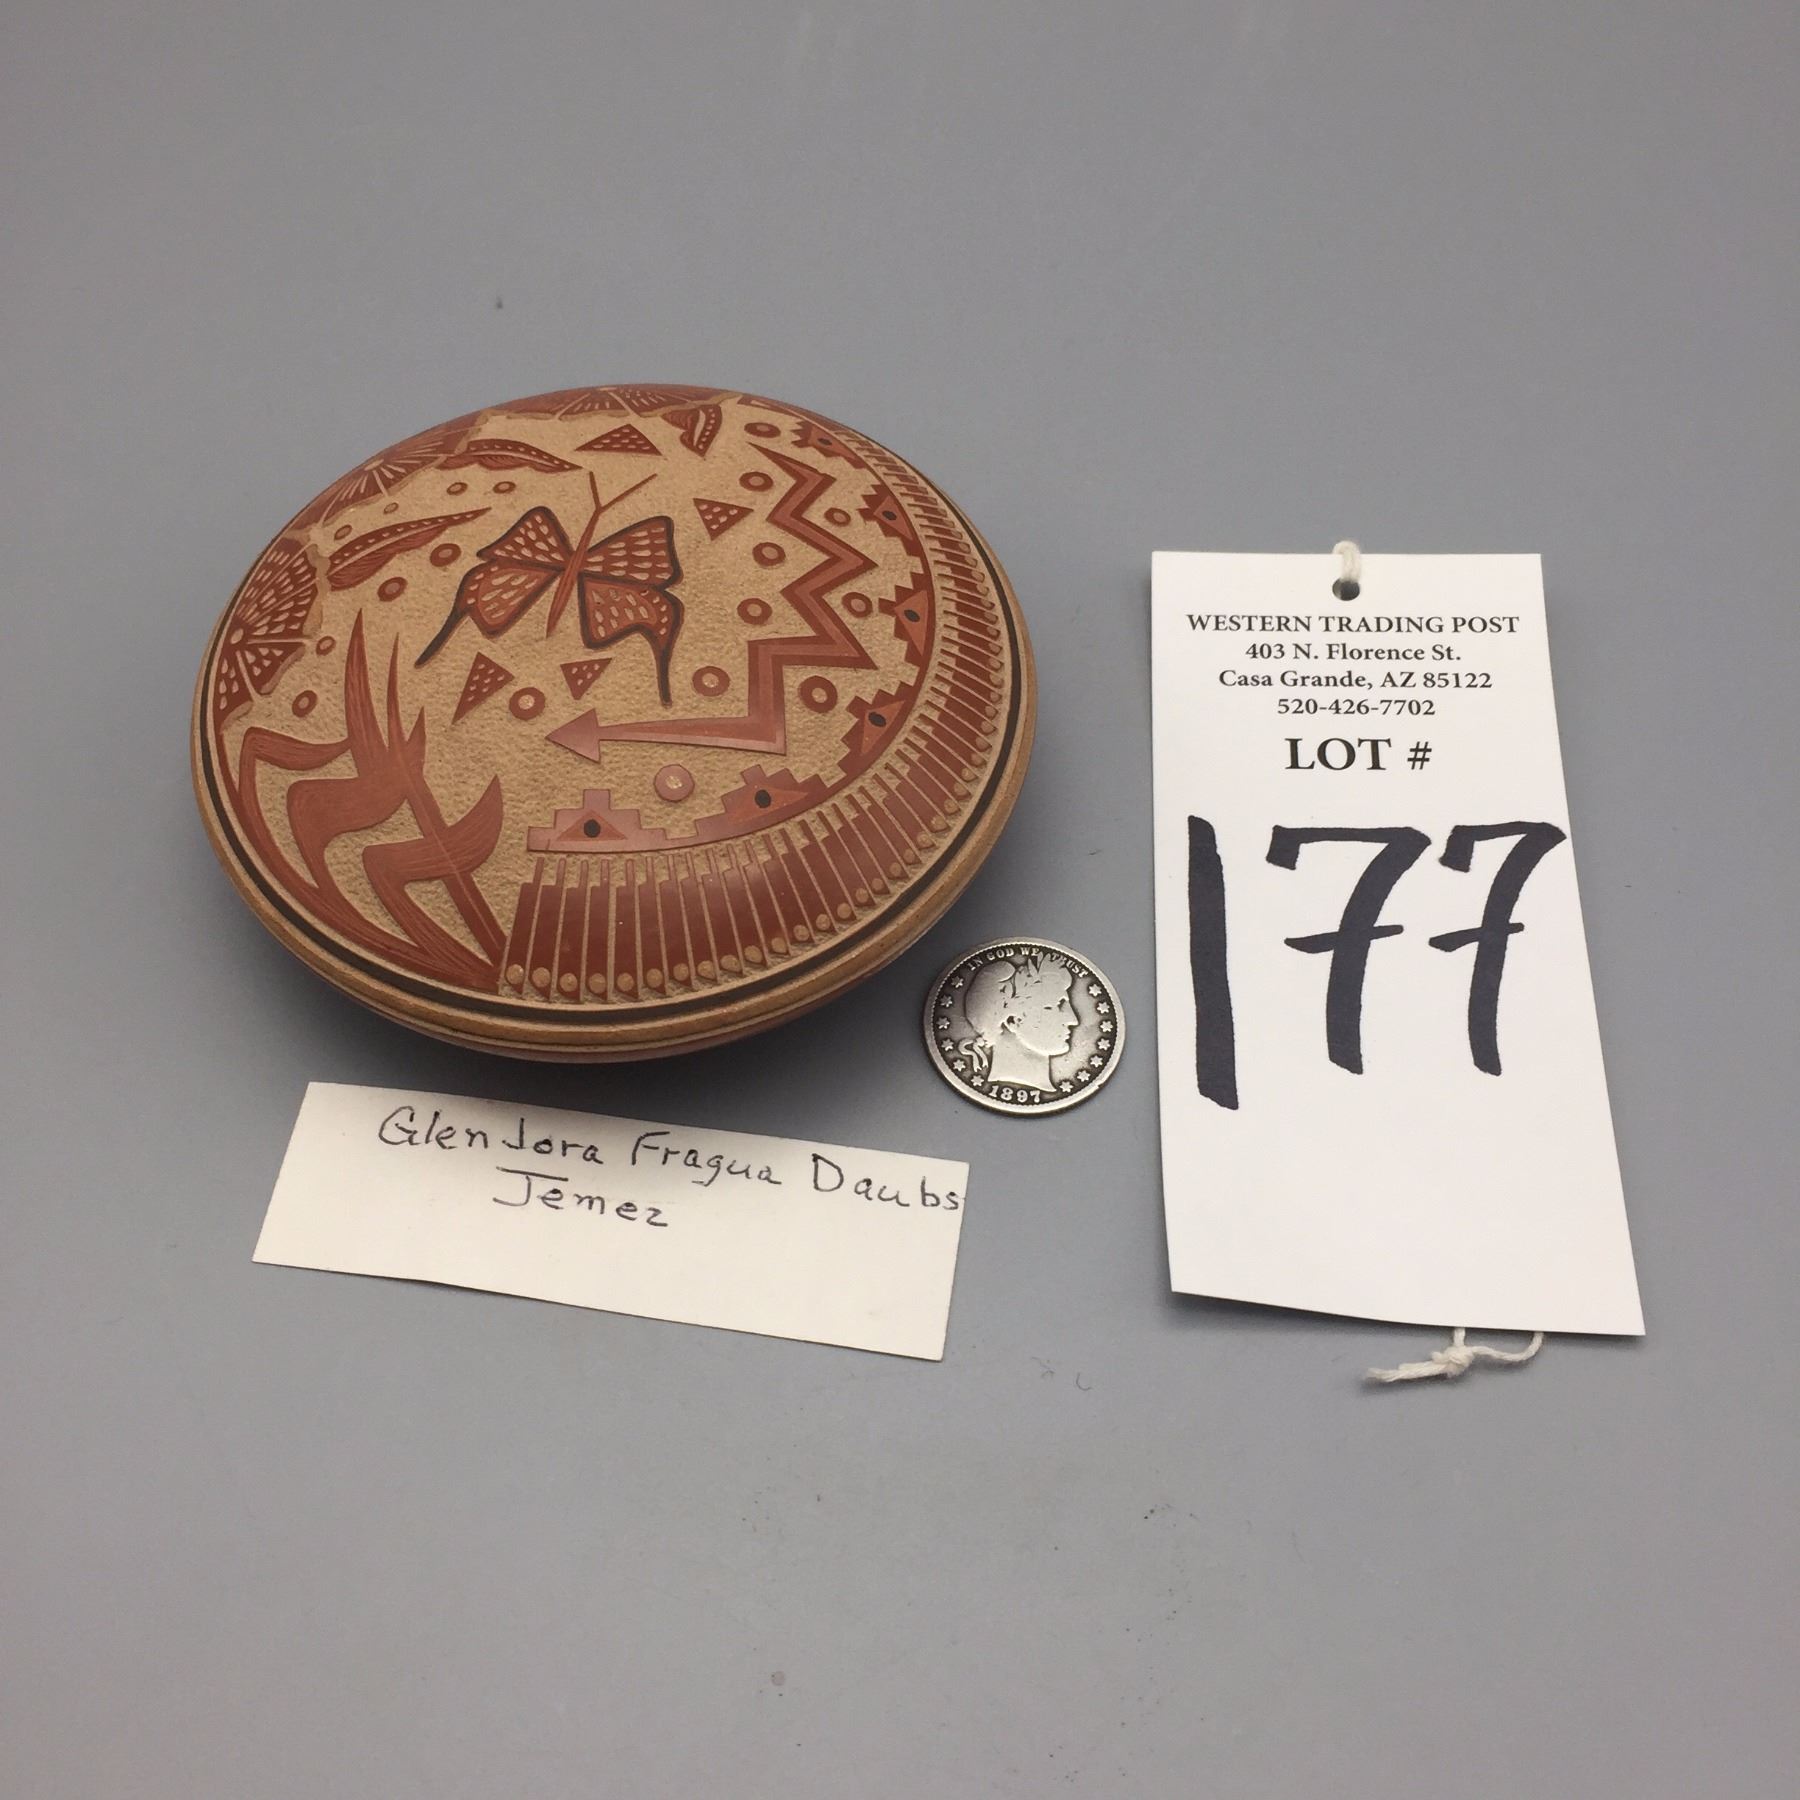 WESTERN TRADING POST
403 N. Florence St.
Casa Grande, AZ 85122
520-426-7702
LOT #
177
IN GOD WE TRUST
1897
Glendora Fragua Daubs
Jemez